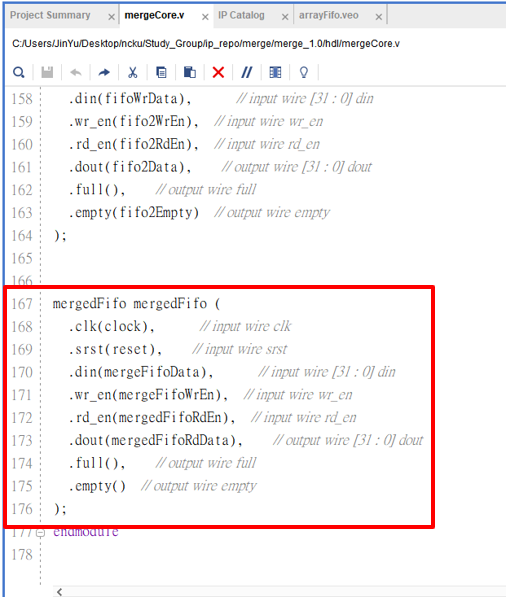 Project Summary × mergeCore.v × IP Catalog × arrayFifo.veo ×
C:/Users/JinYu/Desktop/ncku/Study_Group/ip_repo/merge/merge_1.0/hdl/mergeCore.v
158 .din(fifoWrData), // input wire [31 : 0] din
159 .wr_en(fifo2WrEn), // input wire wr_en
160 .rd_en(fifo2RdEn), // input wire rd_en
161 .dout(fifo2Data), // output wire [31 : 0] dout
162 .full(), // output wire full
163 .empty(fifo2Empty) // output wire empty
164 );
165
166
167 mergedFifo mergedFifo (
168 .clk(clock), // input wire clk
169 .srst(reset), // input wire srst
170 .din(mergeFifoData), // input wire [31 : 0] din
171 .wr_en(mergeFifoWrEn), // input wire wr_en
172 .rd_en(mergedFifoRdEn), // input wire rd_en
173 .dout(mergedFifoRdData), // output wire [31 : 0] dout
174 .full(), // output wire full
175 .empty() // output wire empty
176 );
177 endmodule
178